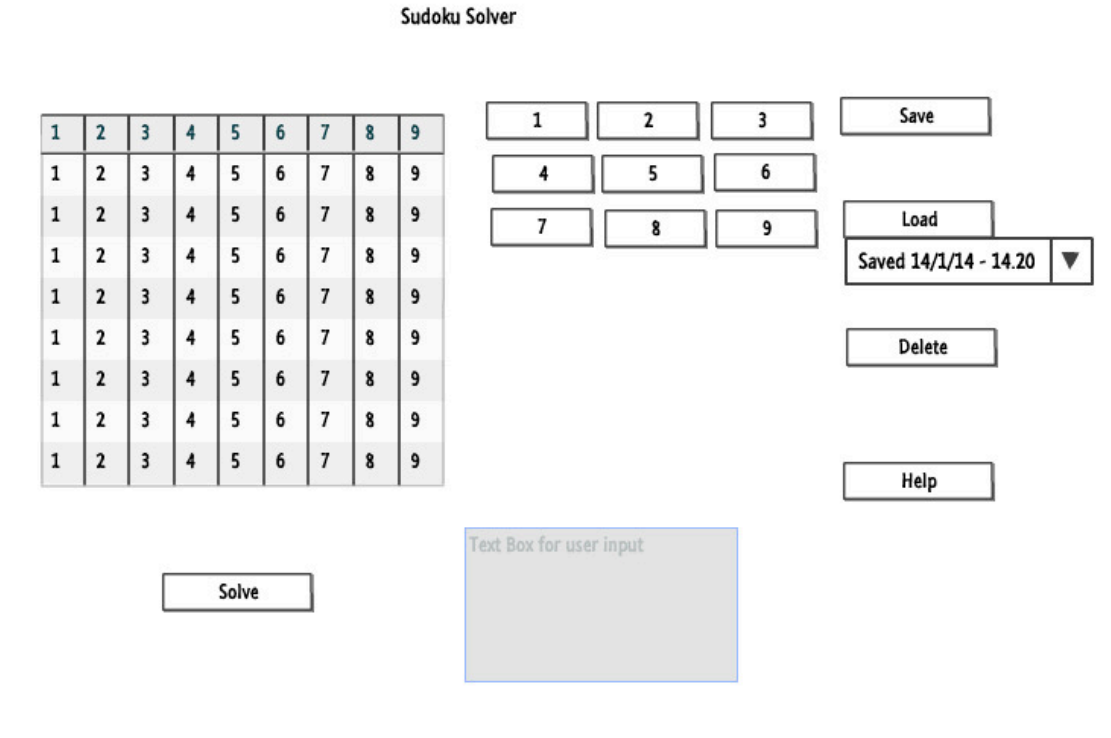 Sudoku Solver
1 2 3 4 5 6 7 8 9
1 2 3 4 5 6 7 8 9
1 2 3 4 5 6 7 8 9
1 2 3 4 5 6 7 8 9
1 2 3 4 5 6 7 8 9
1 2 3 4 5 6 7 8 9
1 2 3 4 5 6 7 8 9
1 2 3 4 5 6 7 8 9
1 2 3 4 5 6 7 8 9
1 2 3
4 5 6
7 8 9
Save
Load
Saved 14/1/14 - 14.20
Delete
Help
Solve
Text Box for user input